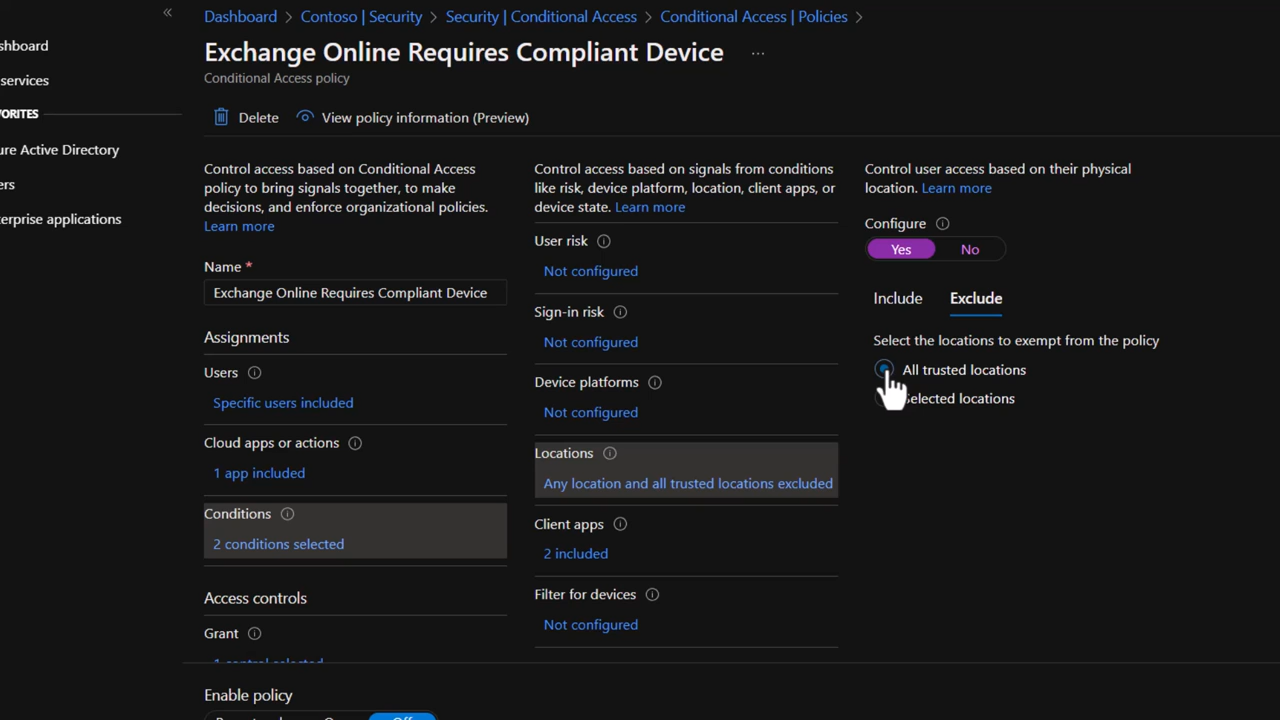 «
Dashboard > Contoso | Security > Security | Conditional Access > Conditional Access | Policies >
Exchange Online Requires Compliant Device ...
Conditional Access policy
Delete View policy information (Preview)
shboard
services
ORITES
ure Active Directory
ers
terprise applications
Control access based on Conditional Access
policy to bring signals together, to make
decisions, and enforce organizational policies.
Learn more
Name *
Exchange Online Requires Compliant Device
Assignments
Users
Specific users included
Cloud apps or actions
1 app included
Conditions
2 conditions selected
Access controls
Grant
1 control selected
Control access based on signals from conditions
like risk, device platform, location, client apps, or
device state. Learn more
User risk
Not configured
Sign-in risk
Not configured
Device platforms
Not configured
Locations
Any location and all trusted locations excluded
Client apps
2 included
Filter for devices
Not configured
Control user access based on their physical
location. Learn more
Configure
Yes No
Include Exclude
Select the locations to exempt from the policy
All trusted locations
elected locations
Enable policy
Off